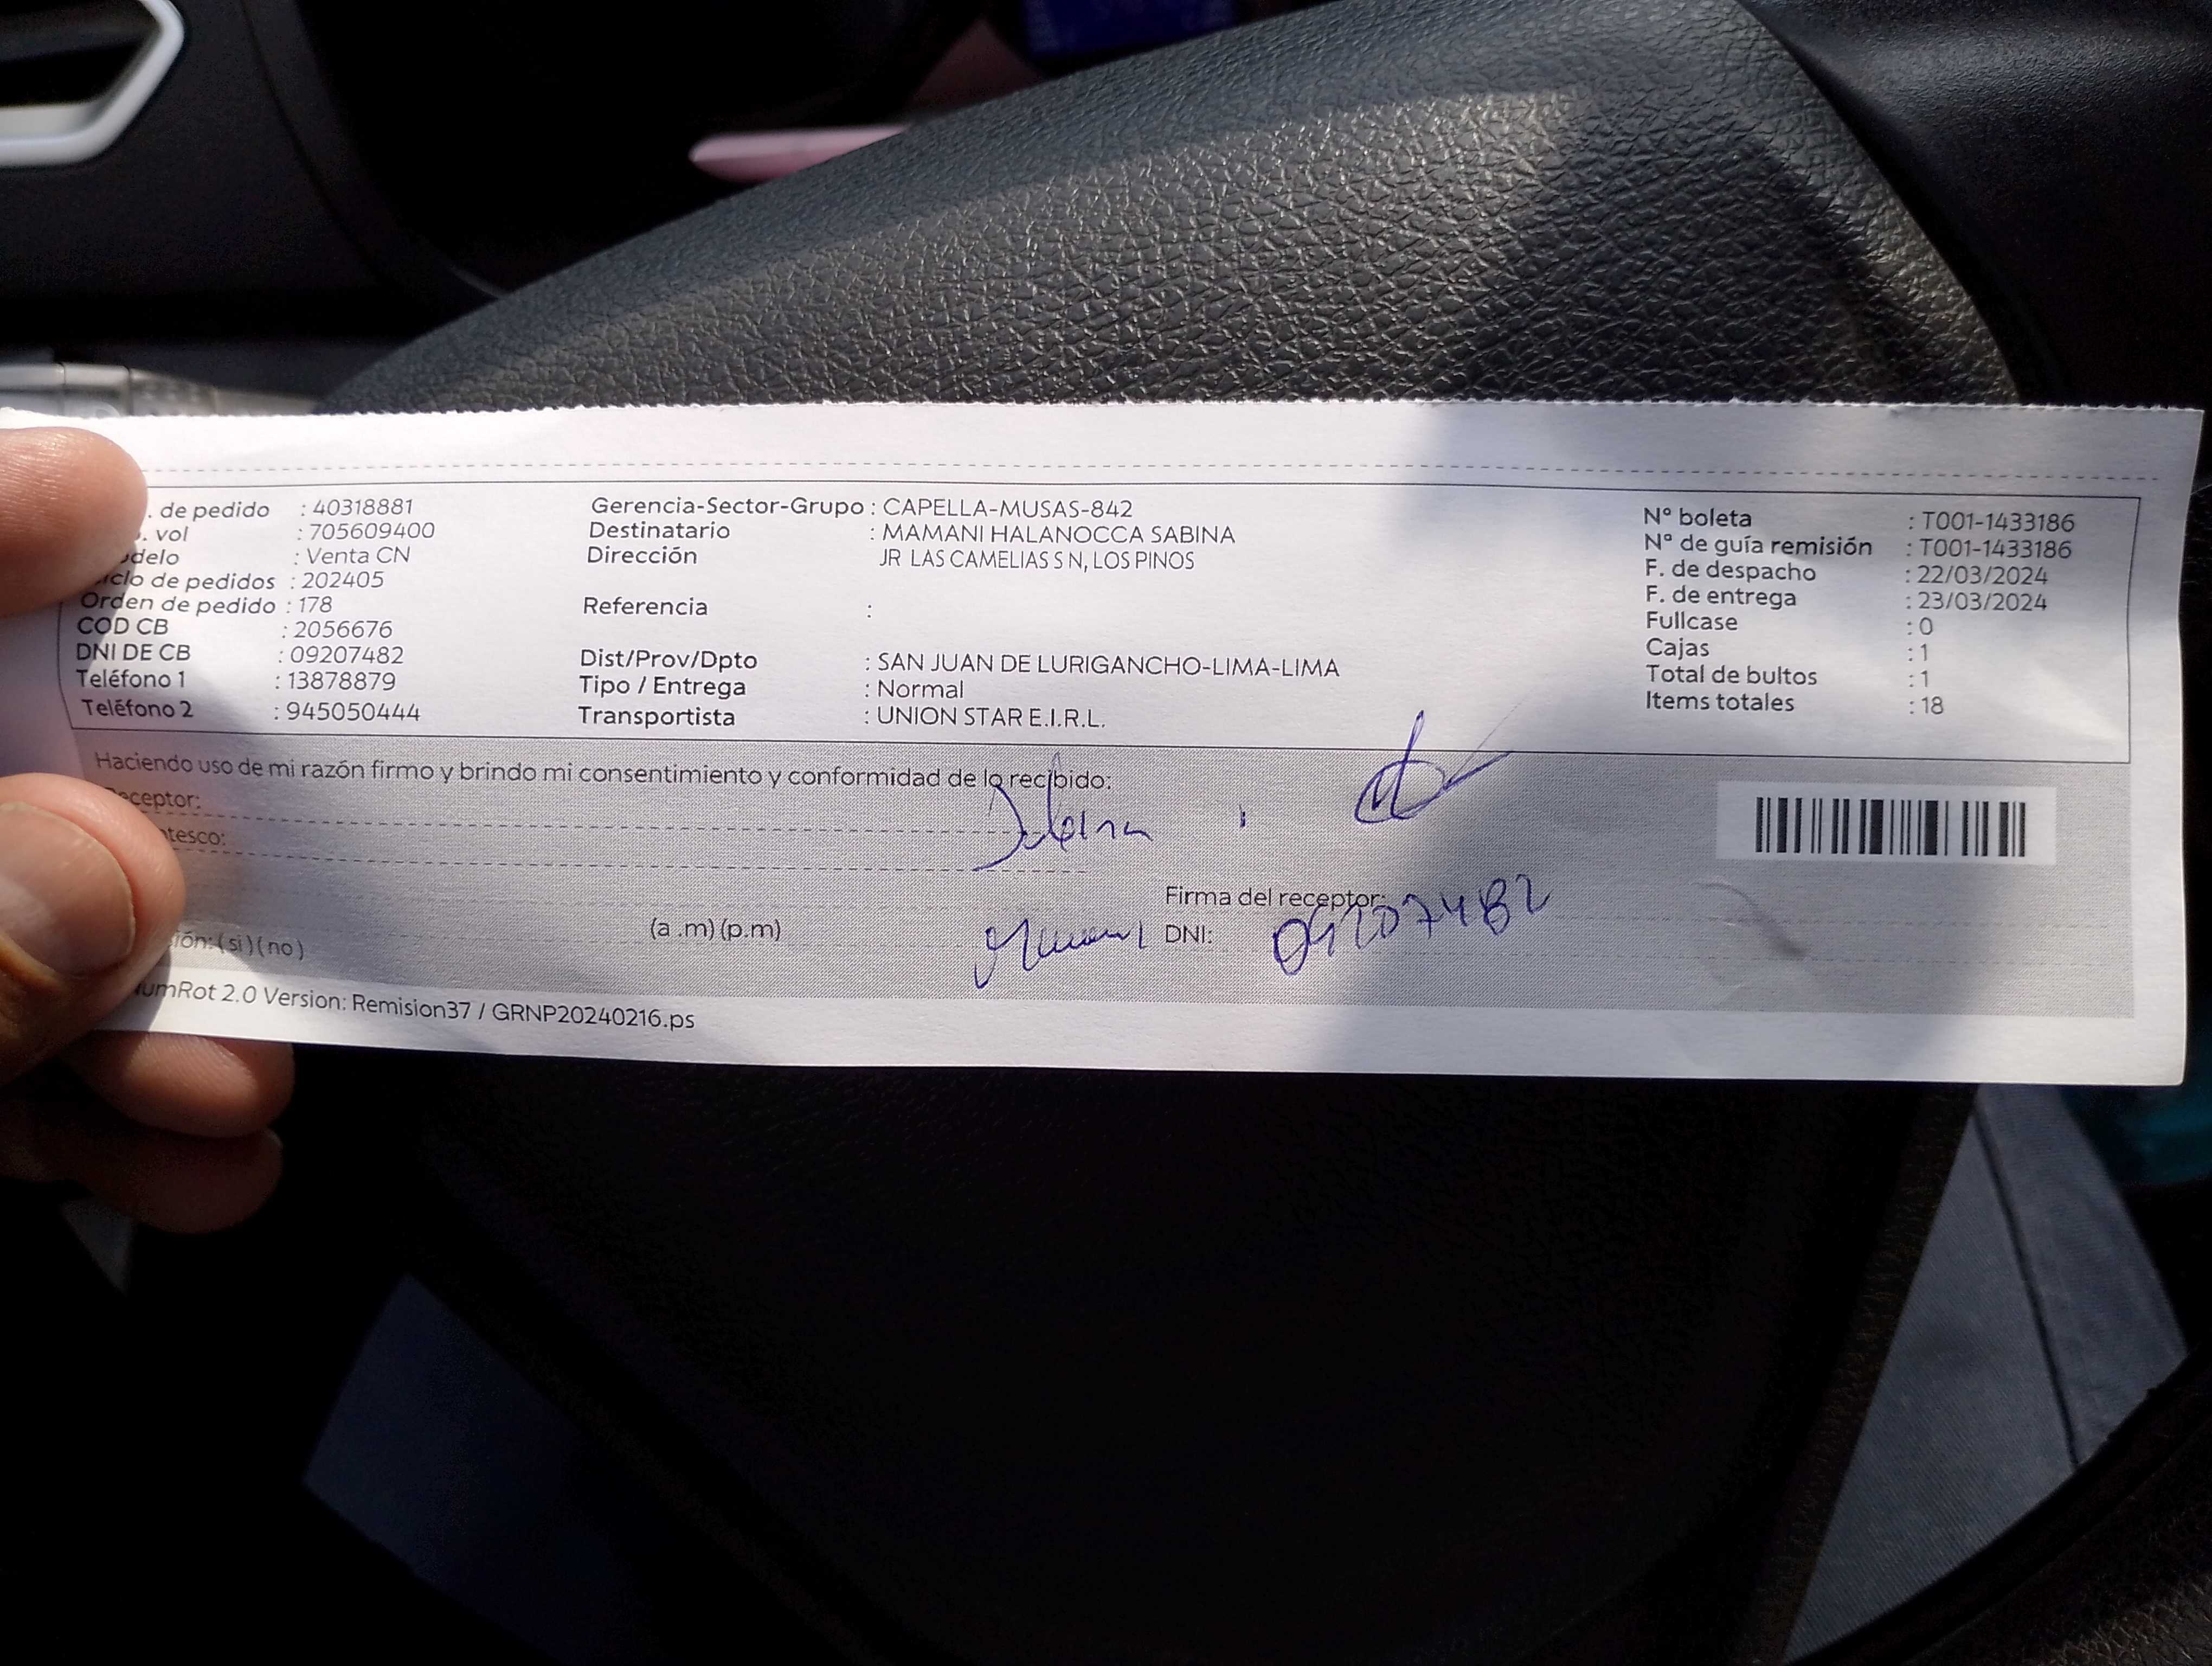 . de pedido : 40318881
. vol : 705609400
delo : Venta CN
iclo de pedidos : 202405
Orden de pedido : 178
COD CB : 2056676
DNI DE CB : 09207482
Teléfono 1 : 13878879
Teléfono 2 : 945050444
Gerencia-Sector-Grupo : CAPELLA-MUSAS-842
Destinatario : MAMANI HALANOCCA SABINA
Dirección JR LAS CAMELIAS S N, LOS PINOS
Referencia :
Dist/Prov/Dpto : SAN JUAN DE LURIGANCHO-LIMA-LIMA
Tipo / Entrega : Normal
Transportista : UNION STAR E.I.R.L.
N° boleta : T001-1433186
N° de guía remisión : T001-1433186
F. de despacho : 22/03/2024
F. de entrega : 23/03/2024
Fullcase : 0
Cajas : 1
Total de bultos : 1
Items totales : 18
Haciendo uso de mi razón firmo y brindo mi consentimiento y conformidad de lo recibido:
Receptor:
tesco:
Firma del receptor:
ión: (si) (no) (a .m) (p.m) DNI: 09207482
umRot 2.0 Version: Remision37 / GRNP20240216.ps